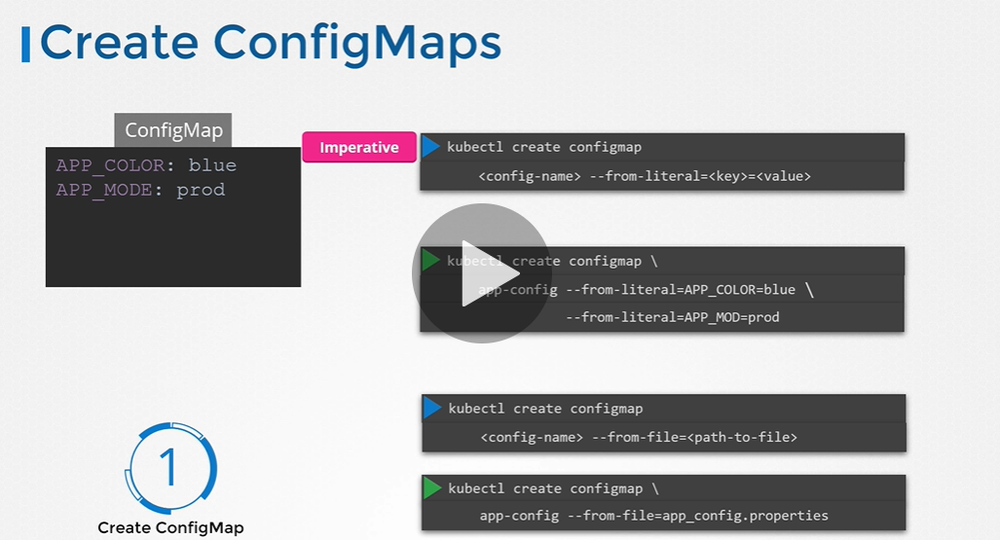 Create ConfigMaps
ConfigMap
APP_COLOR: blue
APP_MODE: prod
Imperative
kubectl create configmap
<config-name> --from-literal=<key>=<value>
kubectl create configmap \
app-config --from-literal=APP_COLOR=blue \
--from-literal=APP_MOD=prod
kubectl create configmap
<config-name> --from-file=<path-to-file>
kubectl create configmap \
app-config --from-file=app_config.properties
1
Create ConfigMap